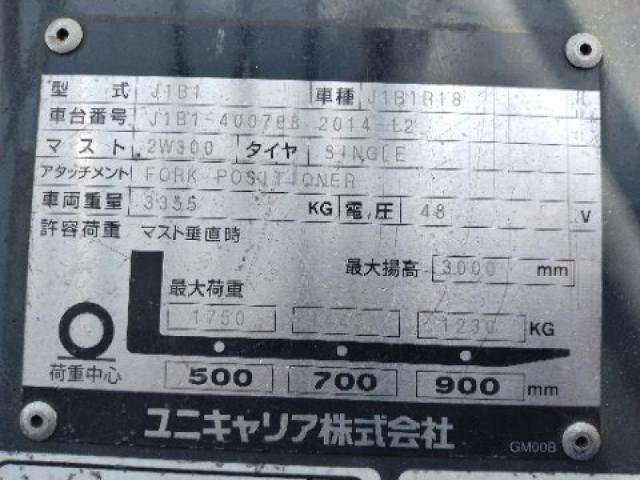 型式 J1B1 車種 J1B1B18
車台番号 J1B1-400788 2014-12
マスト 2W300 タイヤ SINGLE
アタッチメント FORK POSITIONER
車両重量 3335 KG 電圧 48 V
許容荷重 マスト垂直時
最大揚高 3000 mm
最大荷重
1750 1230 KG
荷重中心 500 700 900 mm
ユニキャリア株式会社
GM00B